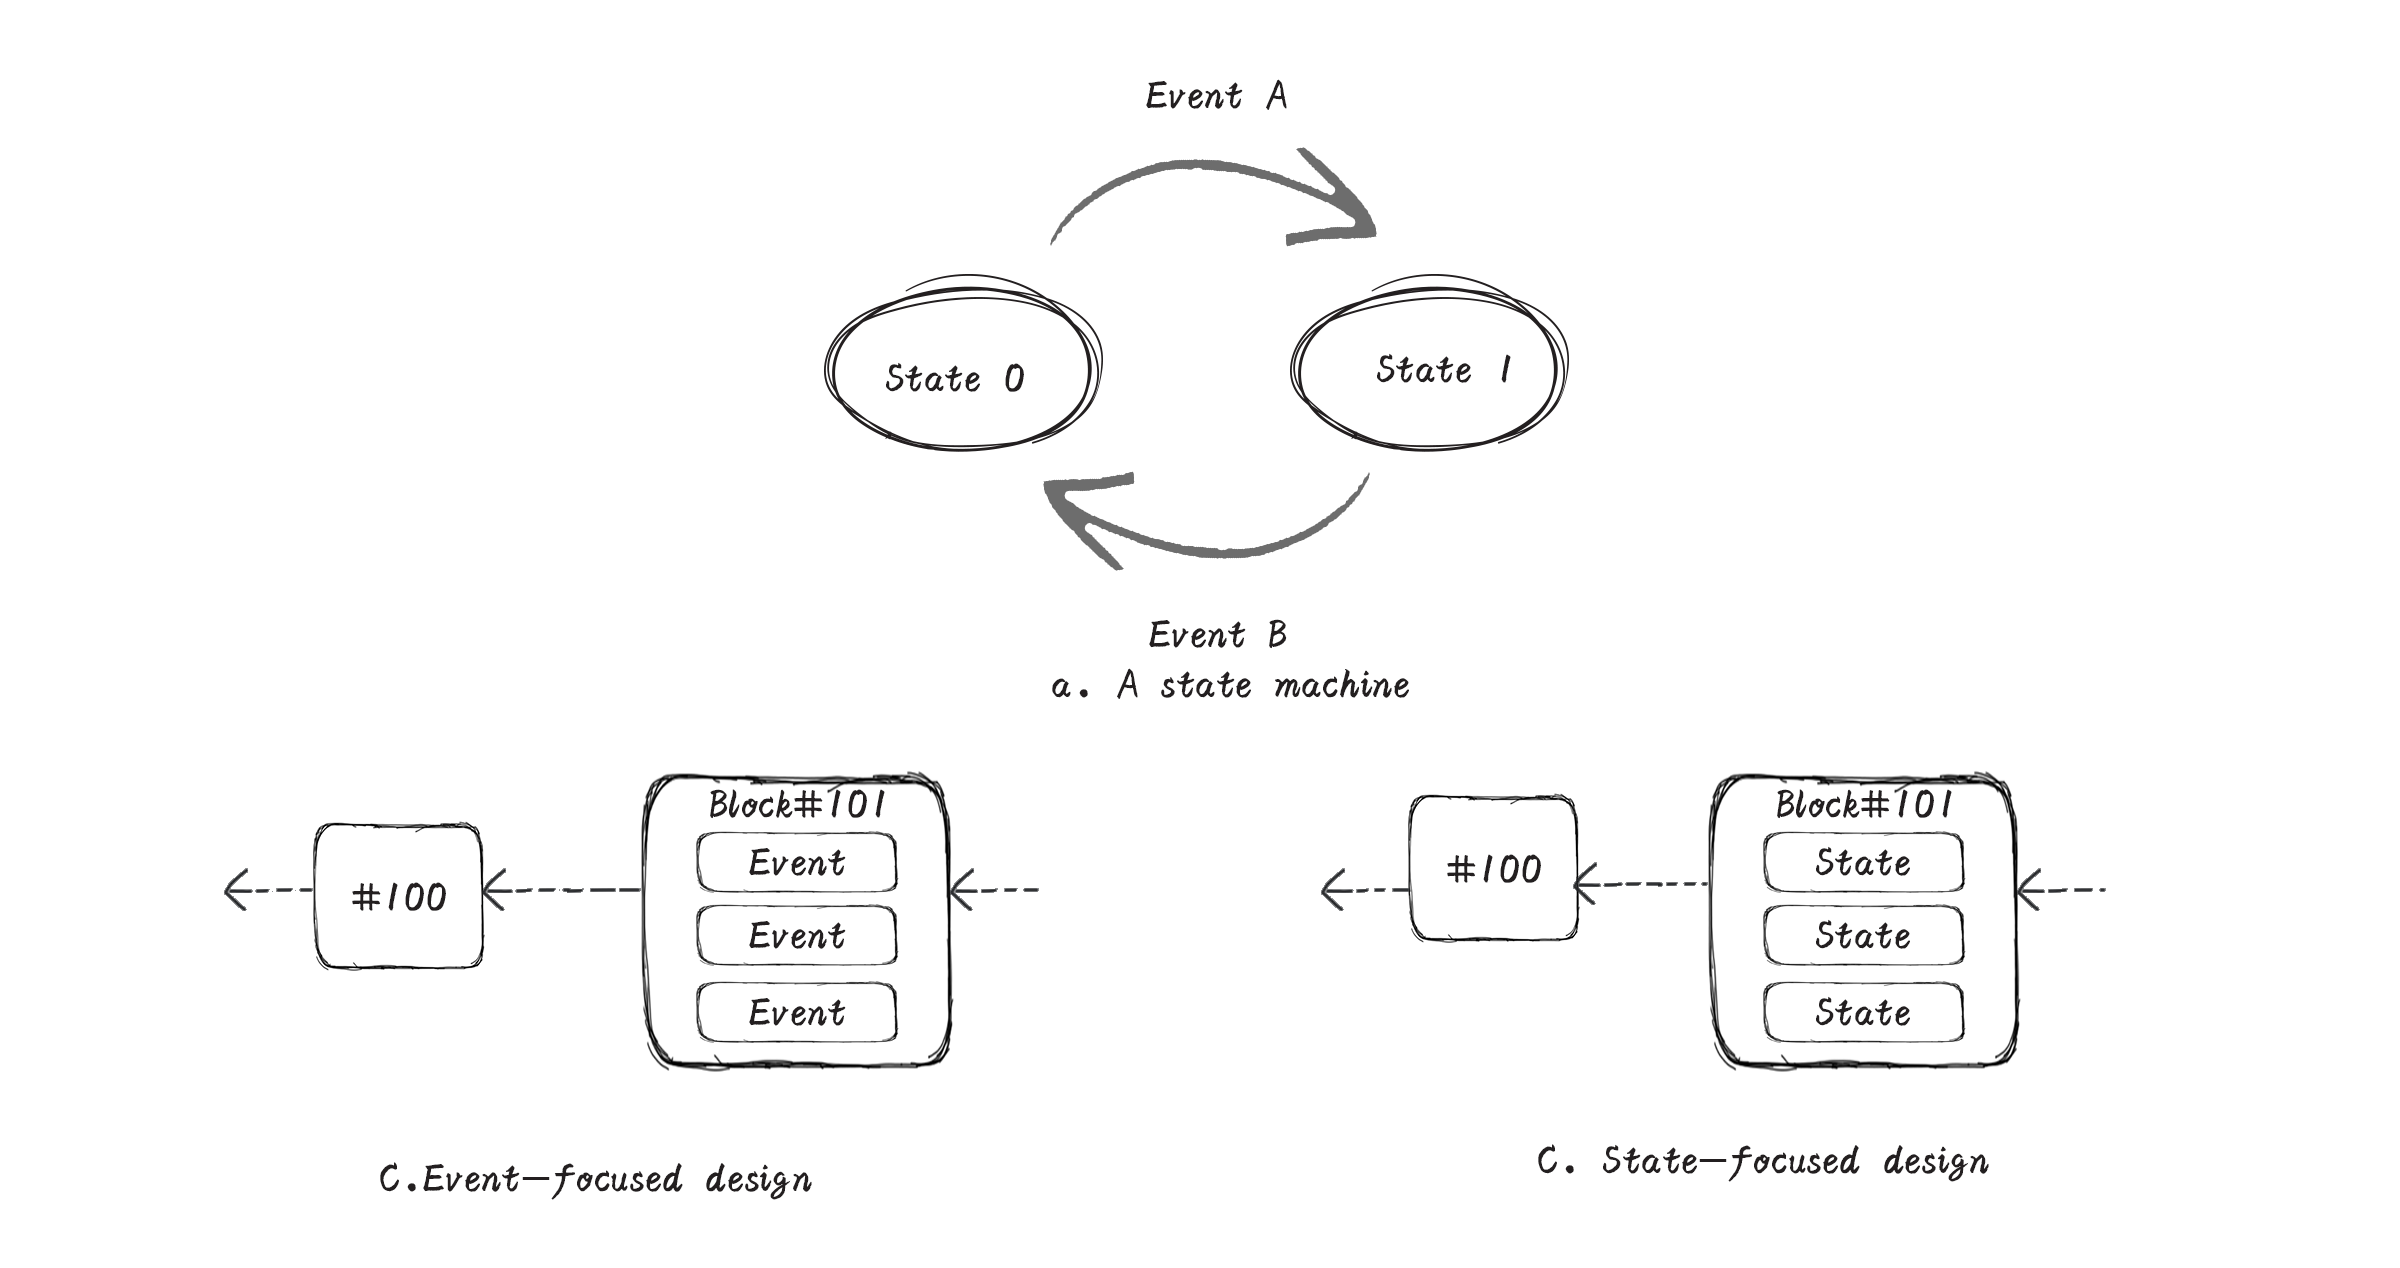 Event A
State 0
State 1
Event B
a. A state machine
Block#101
#100
Event
Event
Event
C.Event-focused design
Block#101
#100
State
State
State
C. State-focused design